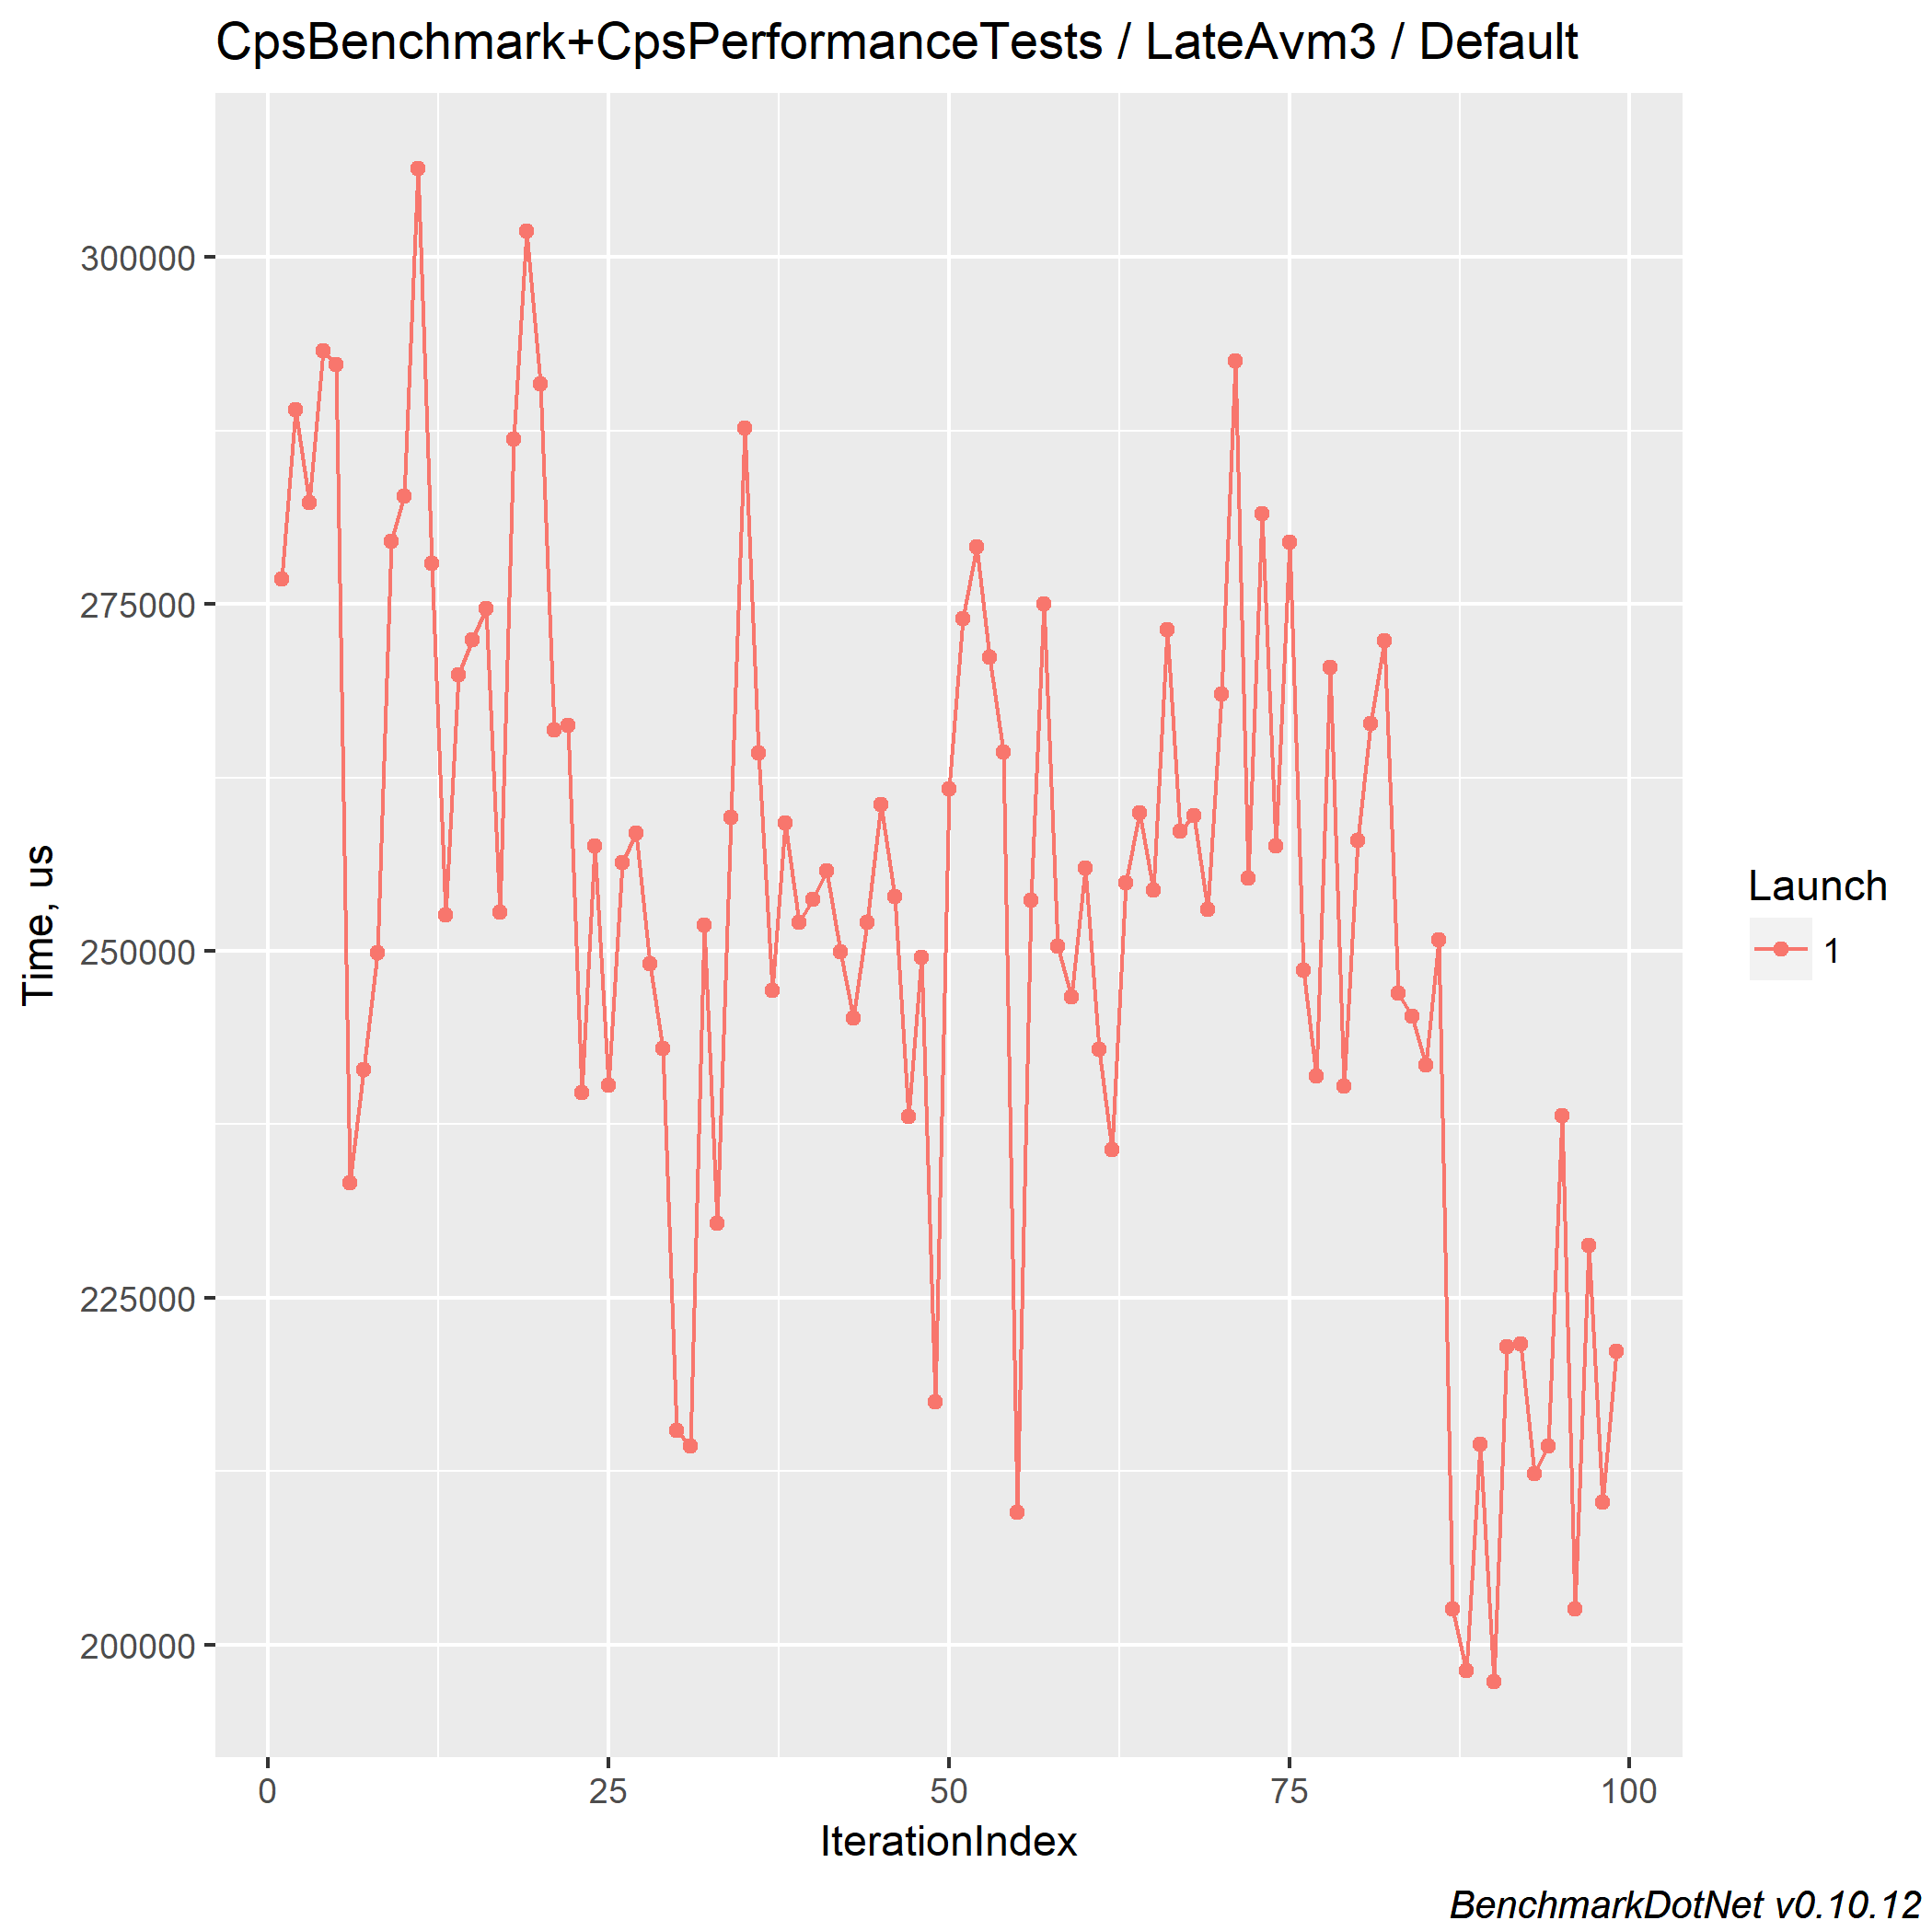 CpsBenchmark+CpsPerformanceTests / LateAvm3 / Default
300000
275000
250000
225000
200000
Time, us
0 25 50 75 100
IterationIndex
Launch
1
BenchmarkDotNet v0.10.12